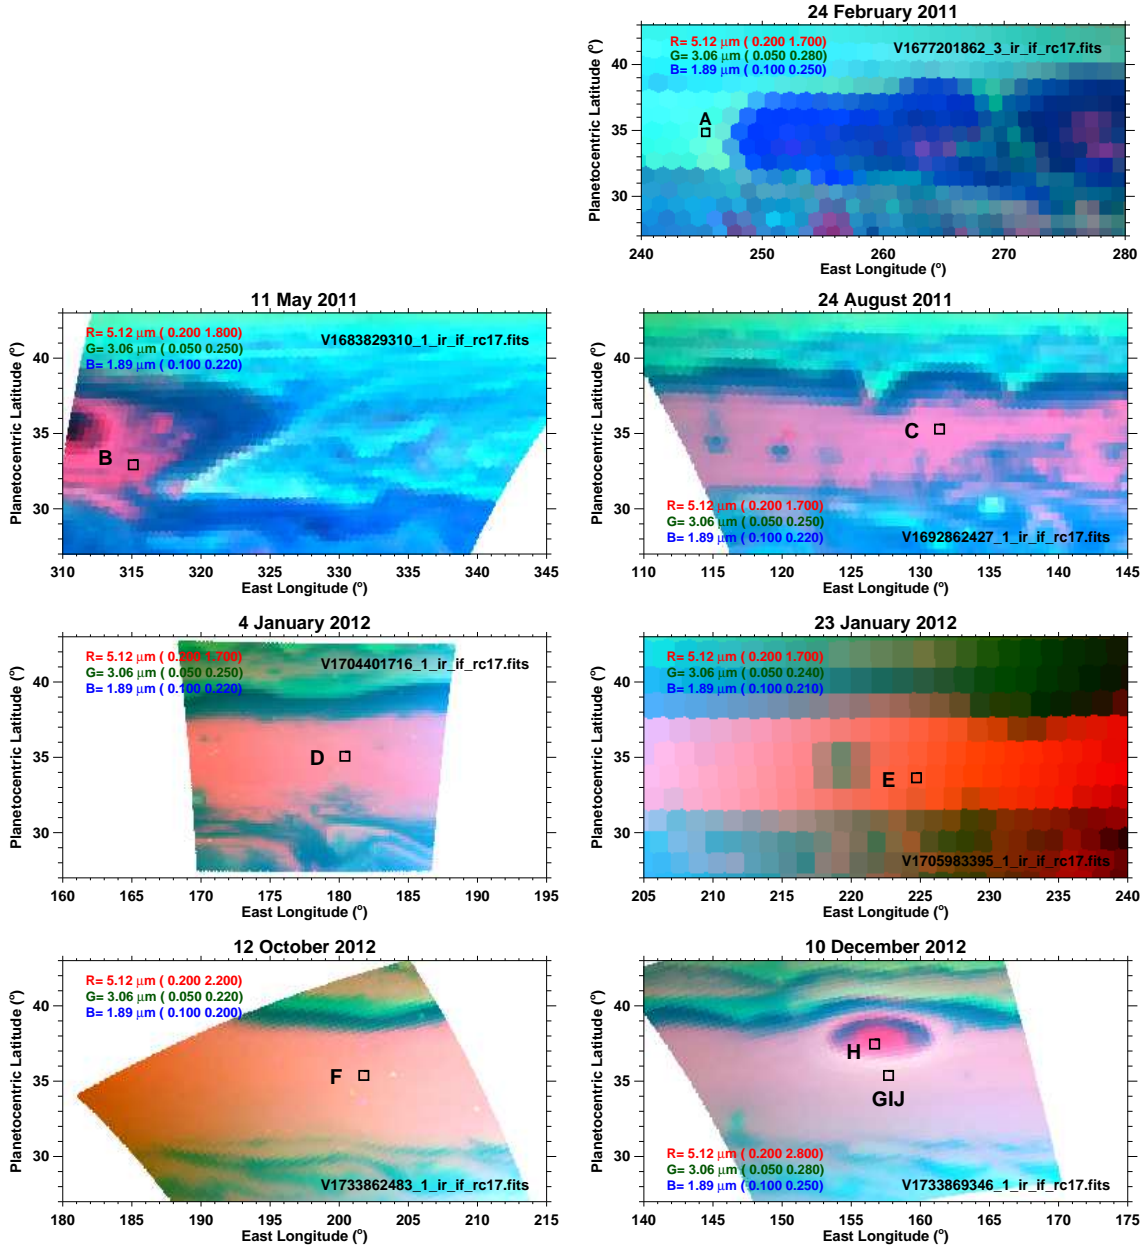 24 February 2011
R= 5.12 μm ( 0.200 1.700)
G= 3.06 μm ( 0.050 0.280)
B= 1.89 μm ( 0.100 0.250)
V1677201862_3_ir_if_rc17.fits
A
Planetocentric Latitude (°)
40
35
30
240 250 260 270 280
East Longitude (°)
11 May 2011
R= 5.12 μm ( 0.200 1.800)
G= 3.06 μm ( 0.050 0.250)
B= 1.89 μm ( 0.100 0.220)
V1683829310_1_ir_if_rc17.fits
B
Planetocentric Latitude (°)
40
35
30
310 315 320 325 330 335 340 345
East Longitude (°)
24 August 2011
C
R= 5.12 μm ( 0.200 1.700)
G= 3.06 μm ( 0.050 0.250)
B= 1.89 μm ( 0.100 0.220)
V1692862427_1_ir_if_rc17.fits
Planetocentric Latitude (°)
40
35
30
110 115 120 125 130 135 140 145
East Longitude (°)
4 January 2012
R= 5.12 μm ( 0.200 1.700)
G= 3.06 μm ( 0.050 0.250)
B= 1.89 μm ( 0.100 0.220)
V1704401716_1_ir_if_rc17.fits
D
Planetocentric Latitude (°)
40
35
30
160 165 170 175 180 185 190 195
East Longitude (°)
23 January 2012
R= 5.12 μm ( 0.200 1.700)
G= 3.06 μm ( 0.050 0.240)
B= 1.89 μm ( 0.100 0.210)
E
V1705983395_1_ir_if_rc17.fits
Planetocentric Latitude (°)
40
35
30
205 210 215 220 225 230 235 240
East Longitude (°)
12 October 2012
R= 5.12 μm ( 0.200 2.200)
G= 3.06 μm ( 0.050 0.220)
B= 1.89 μm ( 0.100 0.200)
F
V1733862483_1_ir_if_rc17.fits
Planetocentric Latitude (°)
40
35
30
180 185 190 195 200 205 210 215
East Longitude (°)
10 December 2012
H
GIJ
R= 5.12 μm ( 0.200 2.800)
G= 3.06 μm ( 0.050 0.280)
B= 1.89 μm ( 0.100 0.250)
V1733869346_1_ir_if_rc17.fits
Planetocentric Latitude (°)
40
35
30
140 145 150 155 160 165 170 175
East Longitude (°)